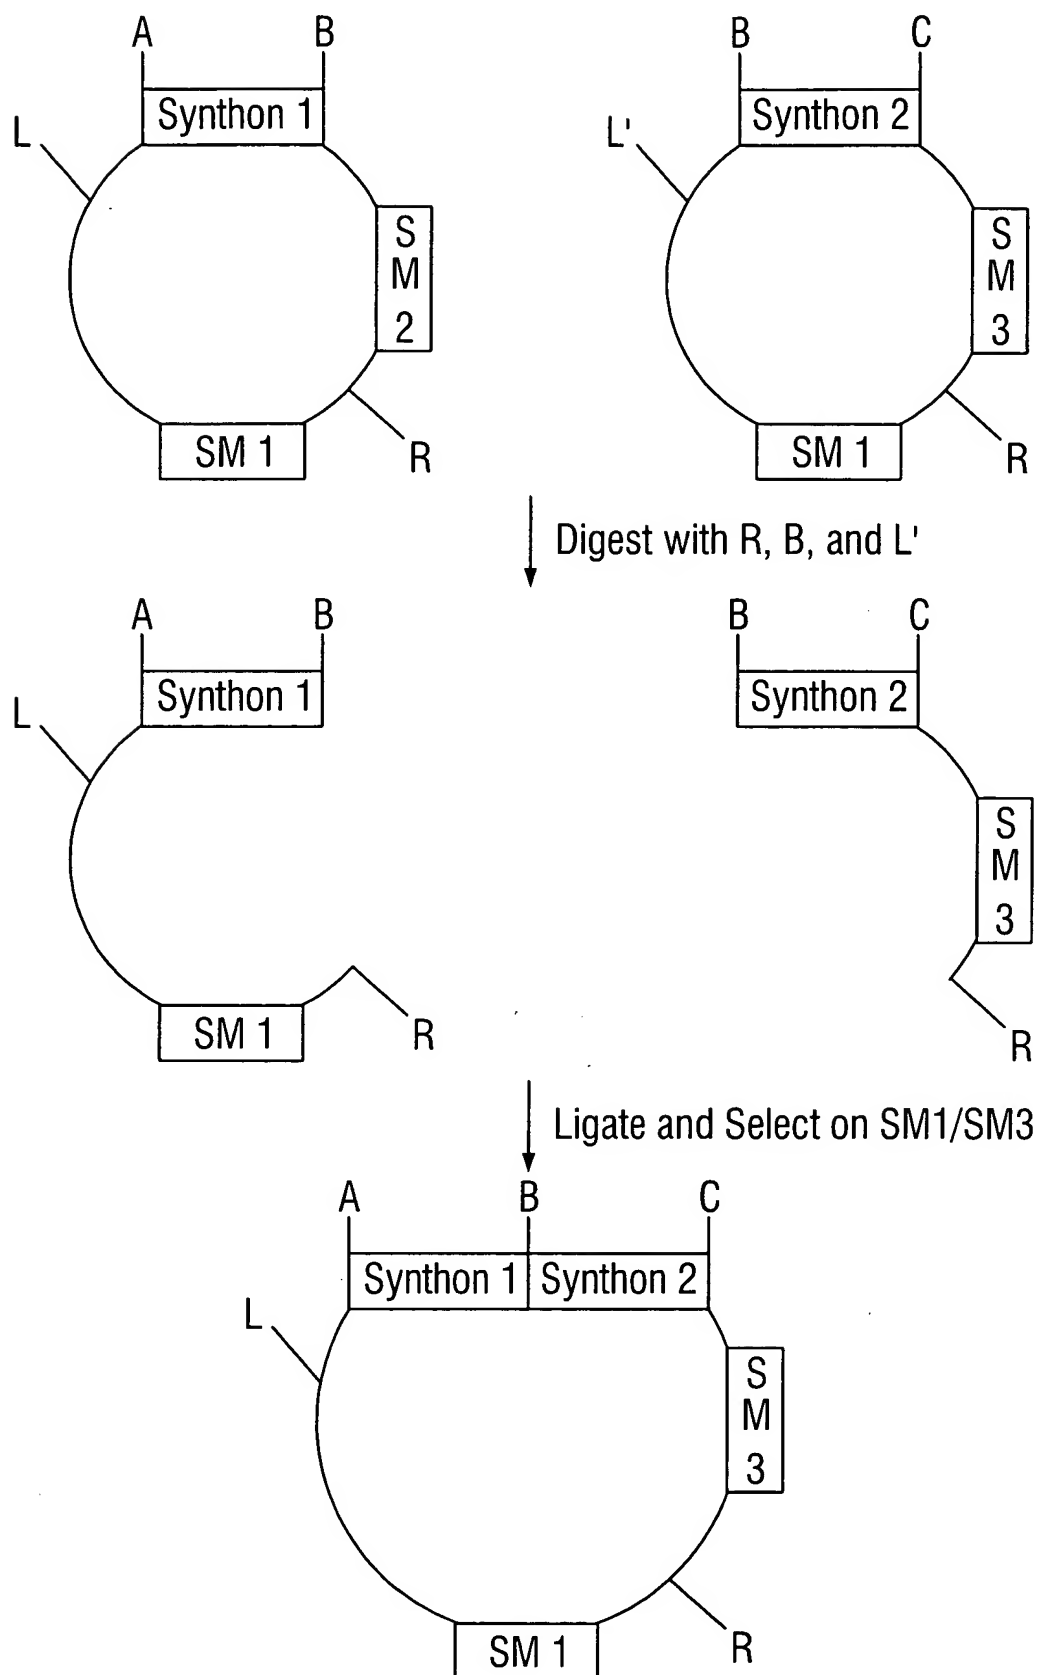 A B
B C
Synthon 1
Synthon 2
L
L'
S
M
2
S
M
3
SM 1
R
SM 1
R
Digest with R, B, and L'
A B
B C
Synthon 1
Synthon 2
L
S
M
3
SM 1
R
R
Ligate and Select on SM1/SM3
A B C
Synthon 1 Synthon 2
L
S
M
3
SM 1
R